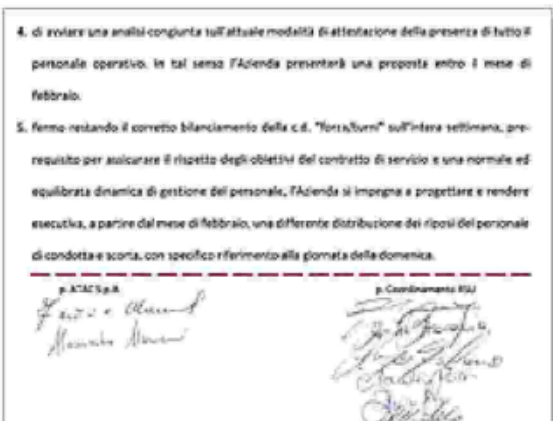 4. di avviare una analisi congiunta sull'attuale modalità di attestazione della presenza di tutto il
personale operativo. In tal senso l'Azienda presenterà una proposta entro il mese di
febbraio.
5. fermo restando il corretto bilanciamento della c.d. "forza/turni" sull'intera settimana, pre-
requisito per assicurare il rispetto degli obiettivi del contratto di servizio e una normale ed
equilibrata dinamica di gestione del personale, l'Azienda si impegna a progettare e rendere
esecutiva, a partire dal mese di febbraio, una differente distribuzione dei riposi del personale
di condotta e scorta, con specifico riferimento alla giornata della domenica.
p. ATAC S.p.A.
p. Coordinamento RSU